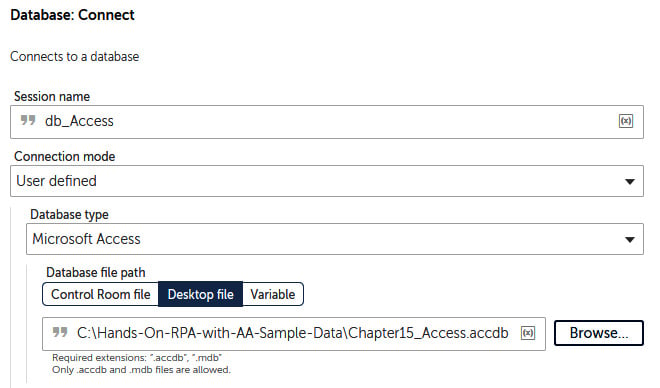 Database: Connect
Connects to a database
Session name
db_Access
(x)
Connection mode
User defined
Database type
Microsoft Access
Database file path
Control Room file Desktop file Variable
C:\Hands-On-RPA-with-AA-Sample-Data\Chapter15_Access.accdb (x) Browse...
Required extensions: ".accdb", ".mdb"
Only .accdb and .mdb files are allowed.